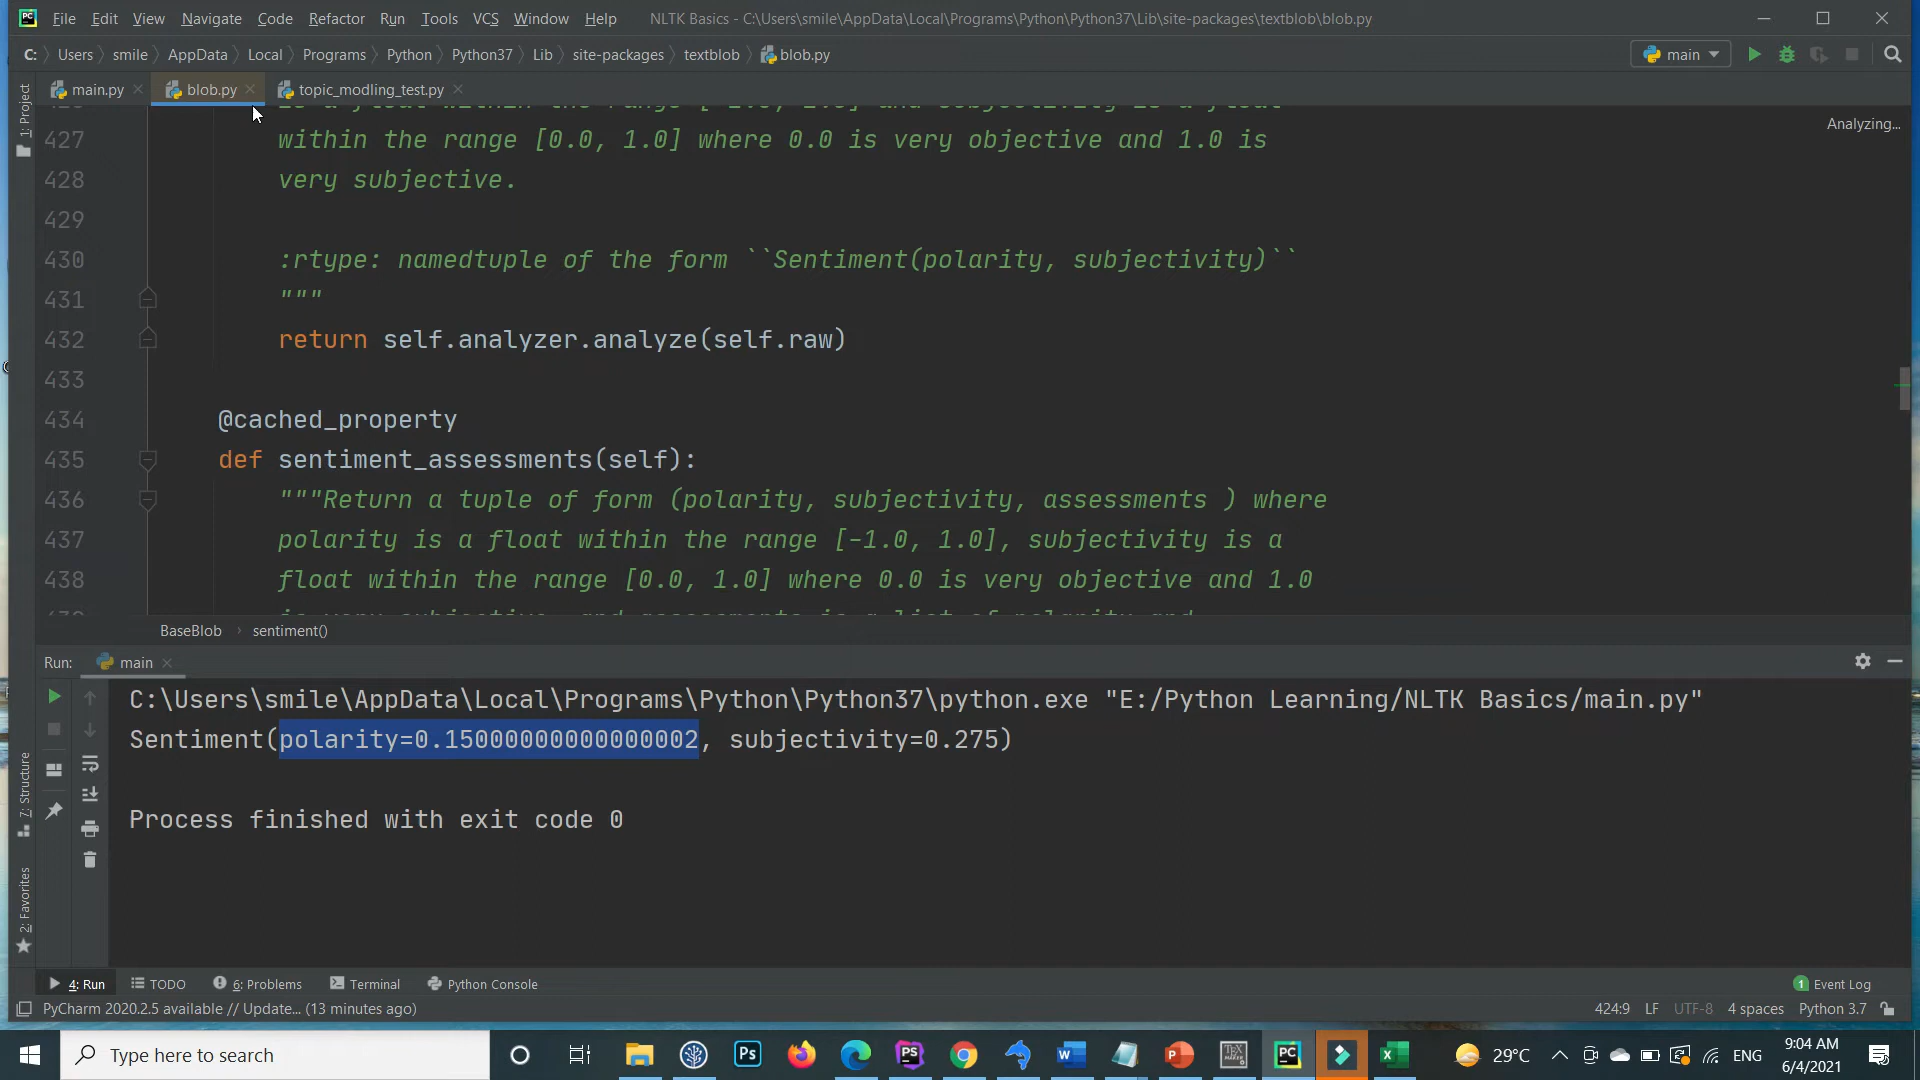 File Edit View Navigate Code Refactor Run Tools VCS Window Help NLTK Basics - C:\Users\smile\AppData\Local\Programs\Python\Python37\Lib\site-packages\textblob\blob.py
C: Users smile AppData Local Programs Python Python37 Lib site-packages textblob blob.py main
main.py blob.py topic_modling_test.py
1: Project
Analyzing...
427 within the range [0.0, 1.0] where 0.0 is very objective and 1.0 is
428 very subjective.
429
430 :rtype: namedtuple of the form ``Sentiment(polarity, subjectivity)``
431 """
432 return self.analyzer.analyze(self.raw)
433
434 @cached_property
435 def sentiment_assessments(self):
436 """Return a tuple of form (polarity, subjectivity, assessments ) where
437 polarity is a float within the range [-1.0, 1.0], subjectivity is a
438 float within the range [0.0, 1.0] where 0.0 is very objective and 1.0
BaseBlob sentiment()
Run: main
C:\Users\smile\AppData\Local\Programs\Python\Python37\python.exe "E:/Python Learning/NLTK Basics/main.py"
Sentiment(polarity=0.15000000000000002, subjectivity=0.275)
Process finished with exit code 0
7: Structure
2: Favorites
4: Run TODO 6: Problems Terminal Python Console 1 Event Log
PyCharm 2020.2.5 available // Update... (13 minutes ago) 424:9 LF UTF-8 4 spaces Python 3.7
Type here to search 29°C ENG 9:04 AM
6/4/2021